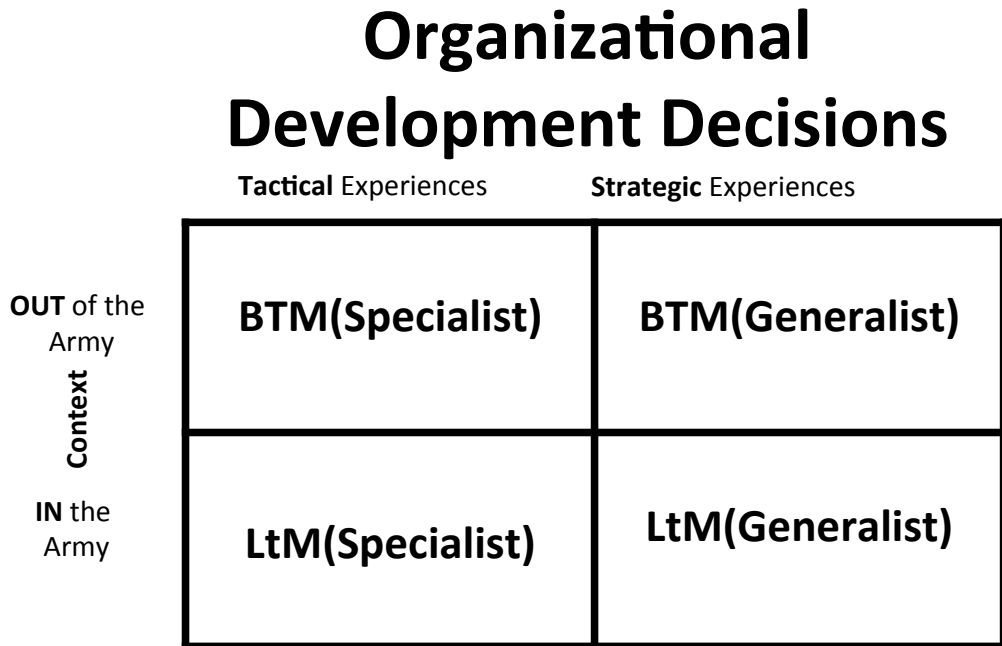 Organizational
Development Decisions
Tactical Experiences
Strategic Experiences
OUT of the
Army
BTM(Specialist)
BTM(Generalist)
Context
IN the
Army
LtM(Specialist)
LtM(Generalist)